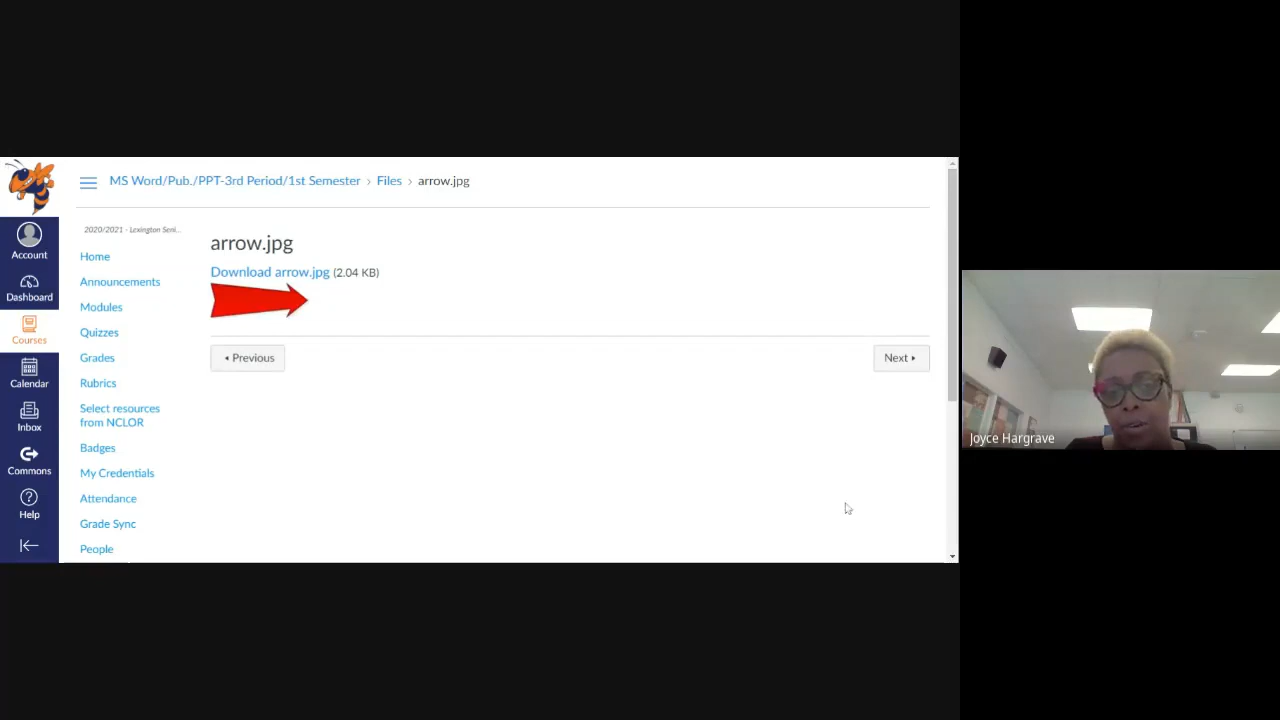 MS Word/Pub./PPT-3rd Period/1st Semester › Files › arrow.jpg
2020/2021 - Lexington Seni...
Home
Announcements
Modules
Quizzes
Grades
Rubrics
Select resources
from NCLOR
Badges
My Credentials
Attendance
Grade Sync
People
Account
Dashboard
Courses
Calendar
Inbox
Commons
Help
arrow.jpg
Download arrow.jpg (2.04 KB)
Previous
Next
Joyce Hargrave